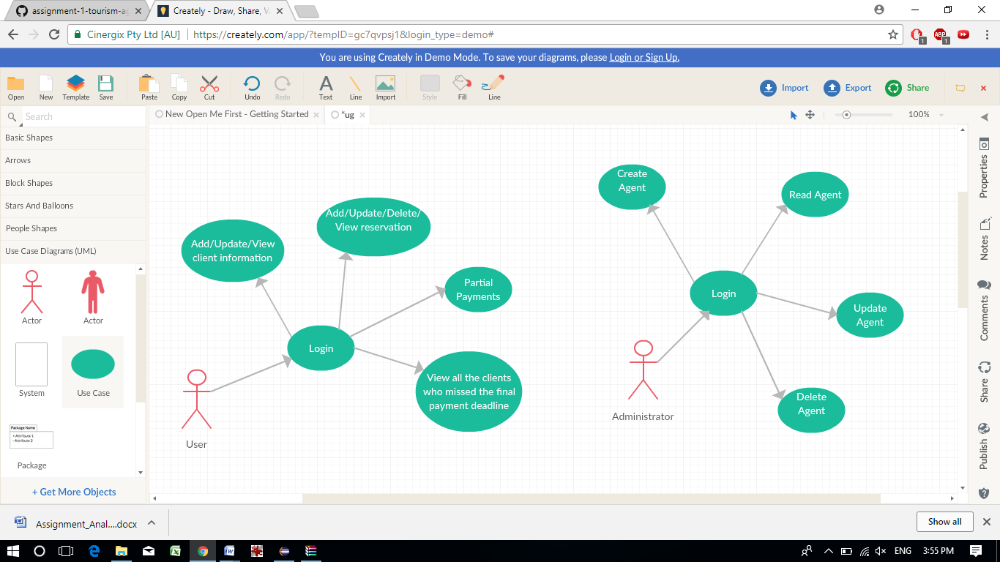 assignment-1-tourism-ag
Creately - Draw, Share, V
Cinergix Pty Ltd [AU] https://creately.com/app/?tempID=gc7qvpsj1&login_type=demo#
1 ABP 1
You are using Creately in Demo Mode. To save your diagrams, please Login or Sign Up.
Open New Template Save Paste Copy Cut Undo Redo Text Line Import Style Fill Line
Import Export Share
Search
New Open Me First - Getting Started
*ug
100%
Basic Shapes
Arrows
Block Shapes
Stars And Balloons
People Shapes
Use Case Diagrams (UML)
Actor Actor
System Use Case
Package Name
+ Attribute 1
- Attribute 2
Package
+ Get More Objects
Add/Update/View
client information
Add/Update/Delete/
View reservation
Partial
Payments
Login
View all the clients
who missed the final
payment deadline
User
Create
Agent
Read Agent
Login
Update
Agent
Delete
Agent
Administrator
Properties
Notes
Comments
Share
Publish
?
Assignment_Anal....docx
Show all
ENG 3:55 PM